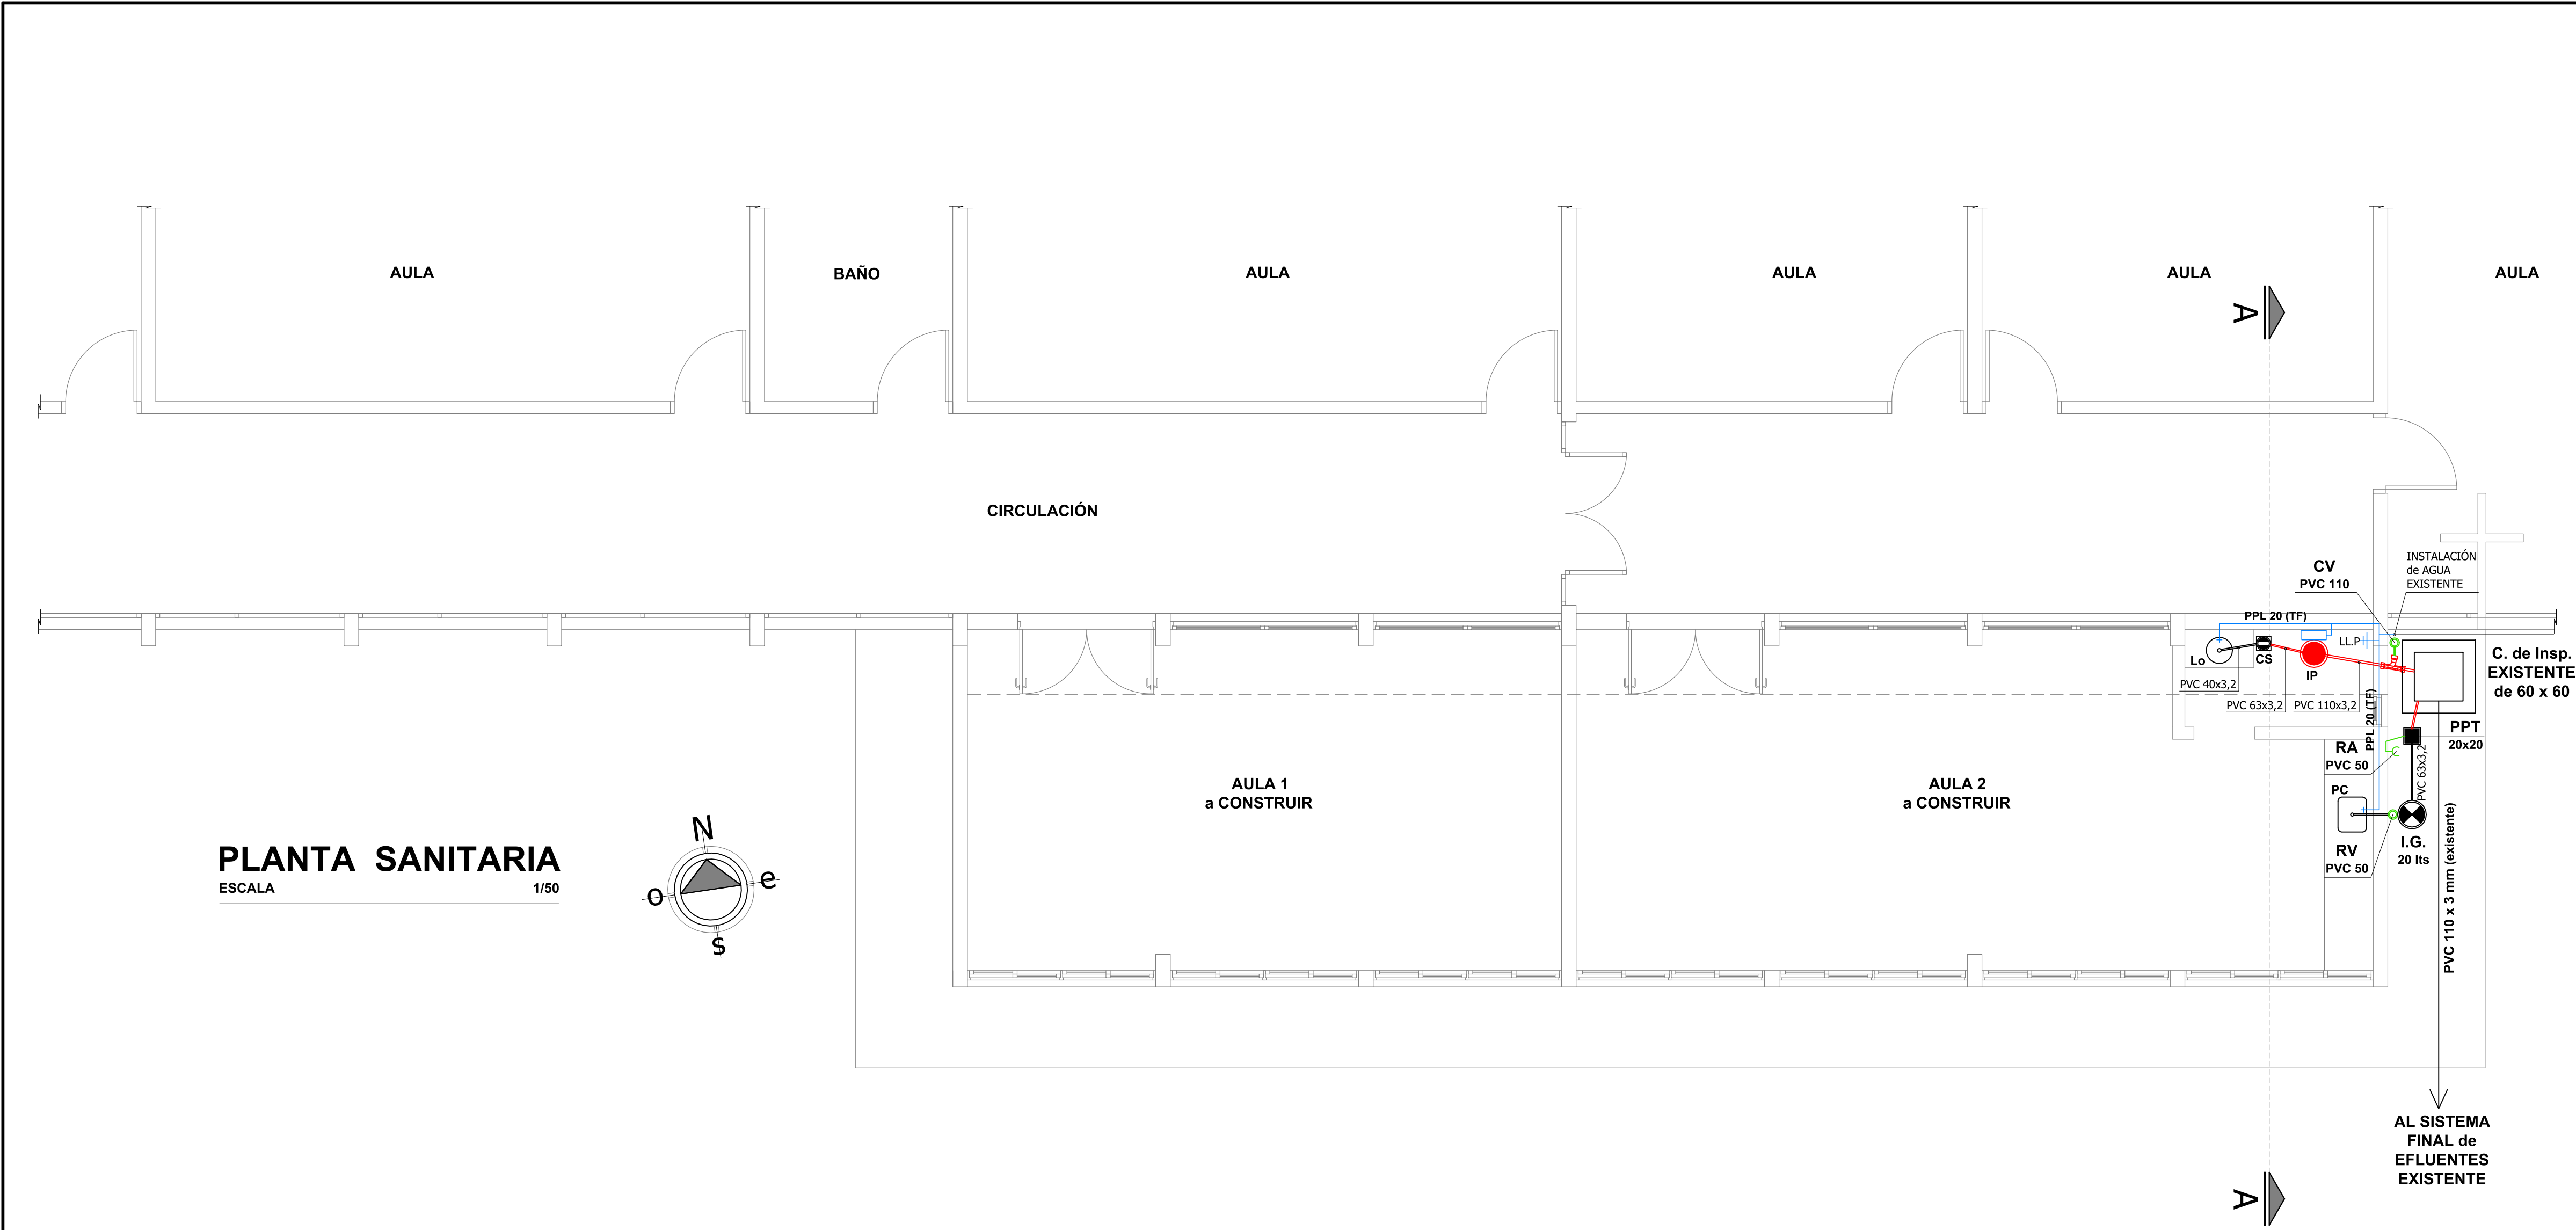 AULA
BAÑO
AULA
AULA
AULA
AULA
A
CIRCULACIÓN
CV
PVC 110
INSTALACIÓN
de AGUA
EXISTENTE
PPL 20 (TF)
LL.P
Lo
CS
IP
C. de Insp.
EXISTENTE
de 60 x 60
PVC 40x3,2
PVC 63x3,2
PVC 110x3,2
PPL 20 (TF)
PPT
20x20
RA
PVC 50
PVC 63x3,2
PC
AULA 1
a CONSTRUIR
AULA 2
a CONSTRUIR
RV
PVC 50
I.G.
20 lts
PVC 110 x 3 mm (existente)
PLANTA SANITARIA
ESCALA 1/50
N
o
e
s
AL SISTEMA
FINAL de
EFLUENTES
EXISTENTE
A